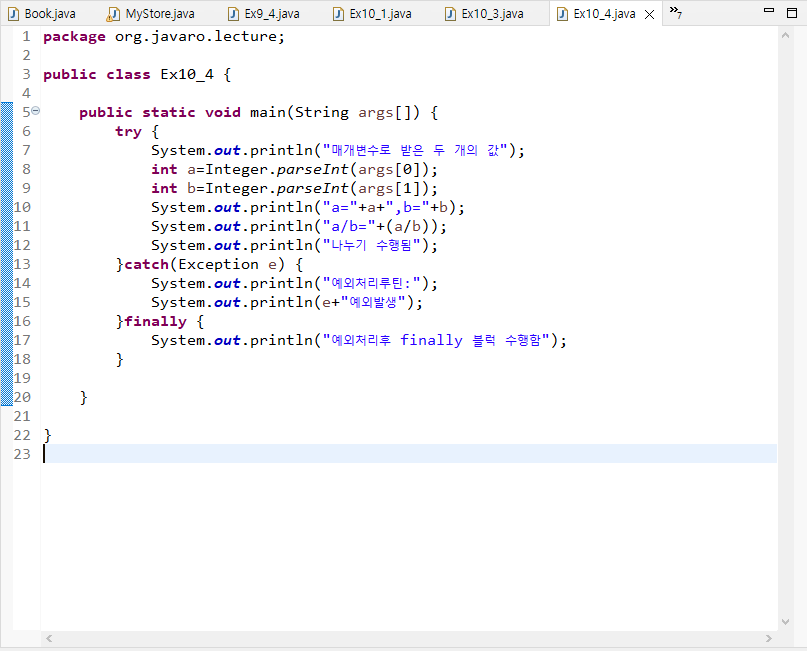 Book.java MyStore.java Ex9_4.java Ex10_1.java Ex10_3.java Ex10_4.java »7
1 package org.javaro.lecture;
2
3 public class Ex10_4 {
4
5 public static void main(String args[]) {
6 try {
7 System.out.println("매개변수로 받은 두 개의 값");
8 int a=Integer.parseInt(args[0]);
9 int b=Integer.parseInt(args[1]);
10 System.out.println("a="+a+",b="+b);
11 System.out.println("a/b="+(a/b));
12 System.out.println("나누기 수행됨");
13 }catch(Exception e) {
14 System.out.println("예외처리루틴:");
15 System.out.println(e+"예외발생");
16 }finally {
17 System.out.println("예외처리후 finally 블럭 수행함");
18 }
19
20 }
21
22 }
23